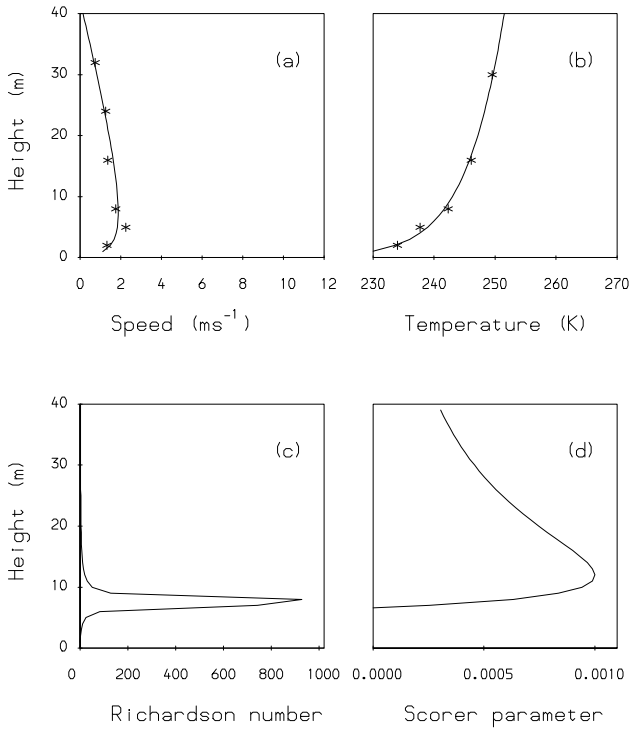 40
30
20
10
0
Height (m)
(a)
0 2 4 6 8 10 12
Speed (ms-1)
(b)
230 240 250 260 270
Temperature (K)
40
30
20
10
0
Height (m)
(c)
0 200 400 600 800 1000
Richardson number
(d)
0.0000 0.0005 0.0010
Scorer parameter